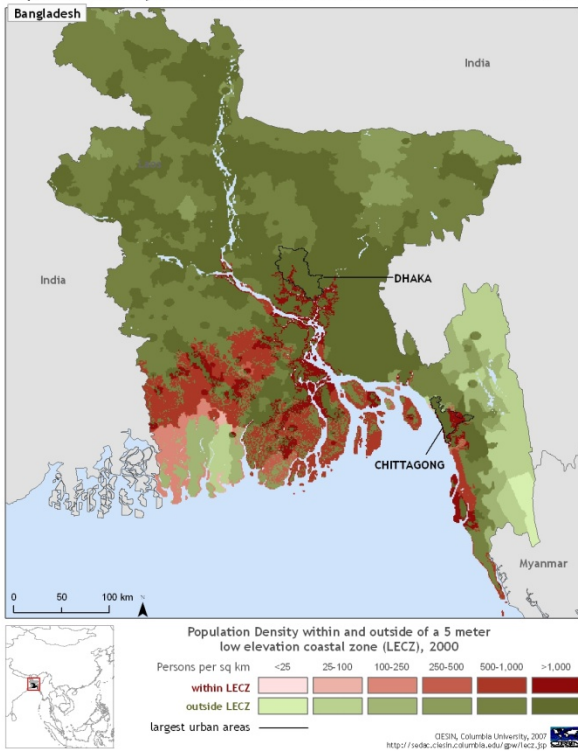 Bangladesh
India
India
DHAKA
CHITTAGONG
Myanmar
0 50 100 km
N
Population Density within and outside of a 5 meter
low elevation coastal zone (LECZ), 2000
Persons per sq km <25 25-100 100-250 250-500 500-1,000 >1,000
within LECZ
outside LECZ
largest urban areas
CIESIN, Columbia University, 2007
http://sedac.ciesin.columbia.edu/gpw/lecz.jsp